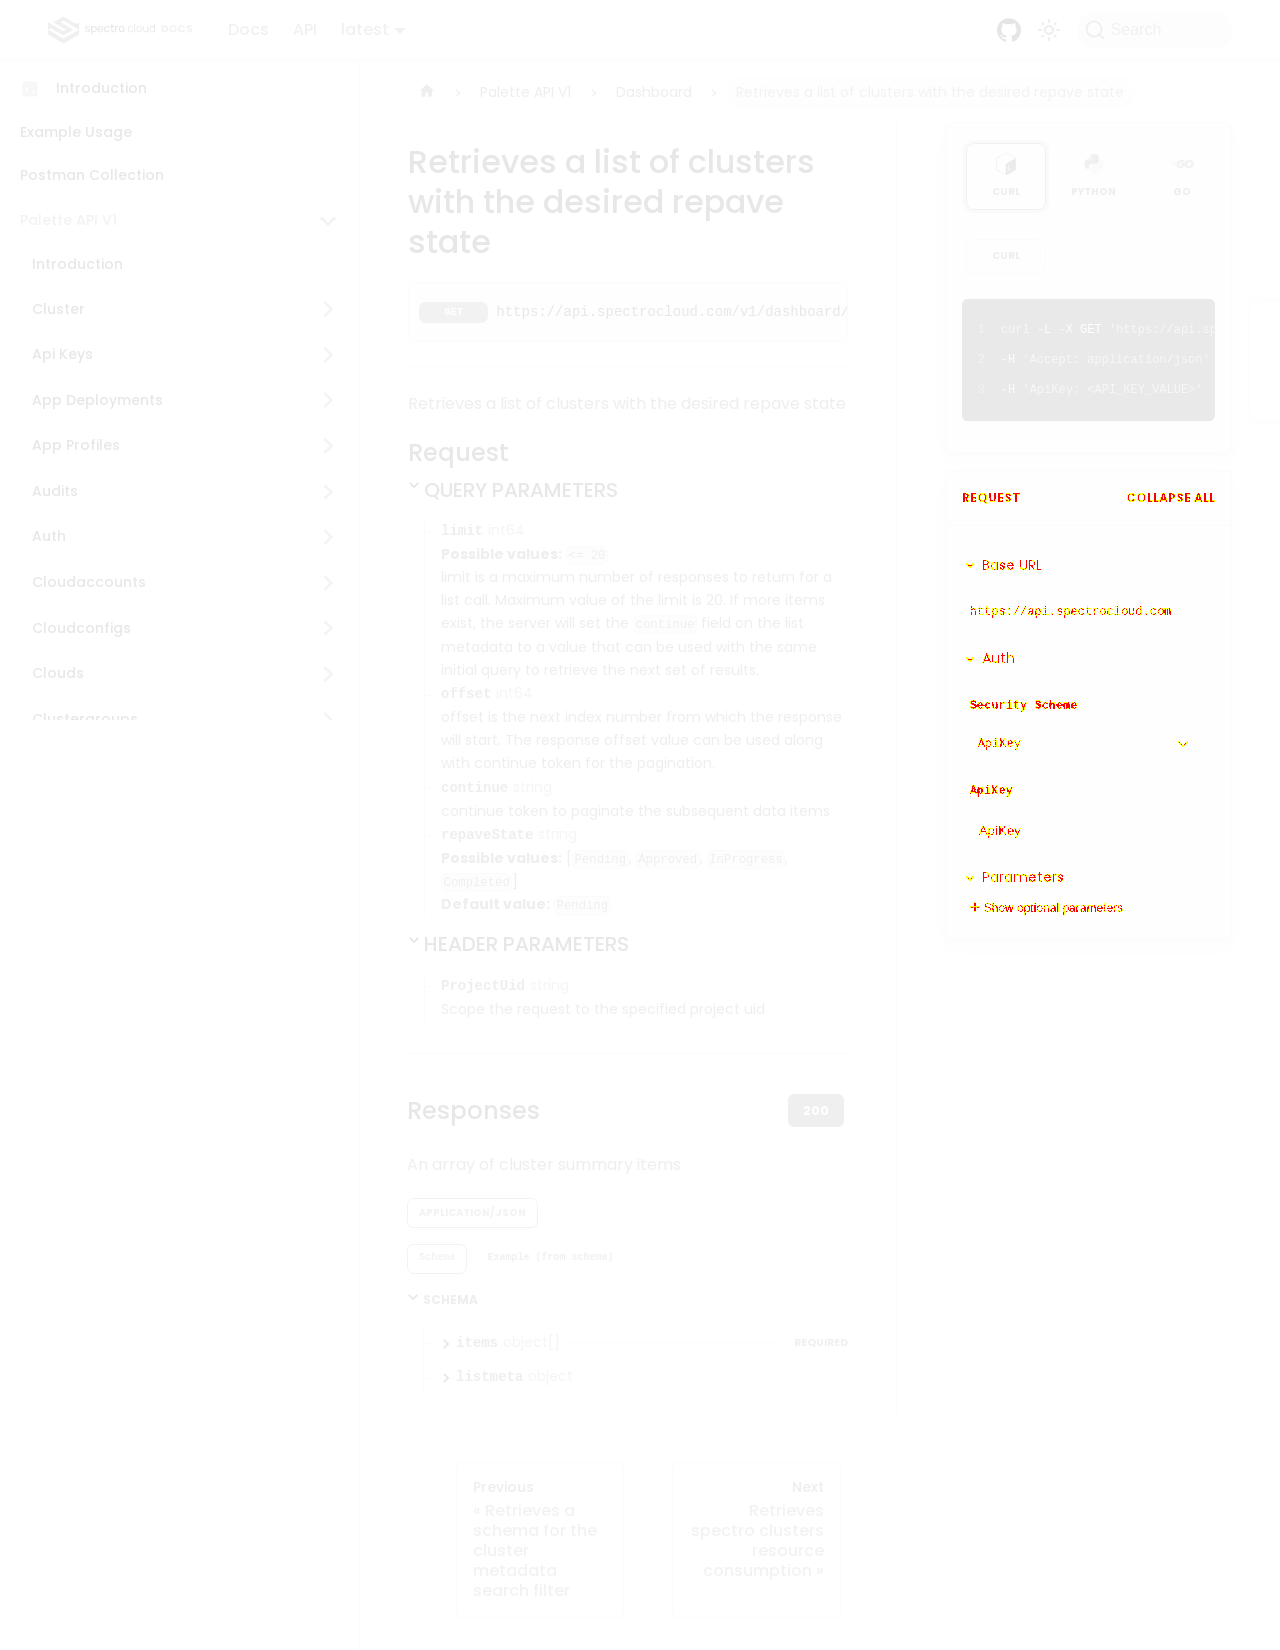 spectro cloud DOCS
Docs
API
latest
Search
Introduction
Example Usage
Postman Collection
Palette API V1
Introduction
Cluster
Api Keys
App Deployments
App Profiles
Audits
Auth
Cloudaccounts
Cloudconfigs
Clouds
Clustergroups
Palette API V1
Dashboard
Retrieves a list of clusters with the desired repave state
Retrieves a list of clusters
with the desired repave
state
GET https://api.spectrocloud.com/v1/dashboard/
Retrieves a list of clusters with the desired repave state
Request
QUERY PARAMETERS
limit int64
Possible values: <= 20
limit is a maximum number of responses to return for a
list call. Maximum value of the limit is 20. If more items
exist, the server will set the continue field on the list
metadata to a value that can be used with the same
initial query to retrieve the next set of results.
offset int64
offset is the next index number from which the response
will start. The response offset value can be used along
with continue token for the pagination.
continue string
continue token to paginate the subsequent data items
repaveState string
Possible values: [Pending, Approved, InProgress,
Completed]
Default value: Pending
HEADER PARAMETERS
ProjectUid string
Scope the request to the specified project uid
Responses
200
An array of cluster summary items
APPLICATION/JSON
Schema
Example (from schema)
SCHEMA
items object[]
REQUIRED
listmeta object
Previous
« Retrieves a
schema for the
cluster
metadata
search filter
Next
Retrieves
spectro clusters
resource
consumption »
CURL
PYTHON
GO
CURL
1 curl -L -X GET 'https://api.sp
2 -H 'Accept: application/json'
3 -H 'ApiKey: <API_KEY_VALUE>'
REQUEST
COLLAPSE ALL
Base URL
https://api.spectrocloud.com
Auth
Security Scheme
ApiKey
ApiKey
ApiKey
Parameters
Show optional parameters